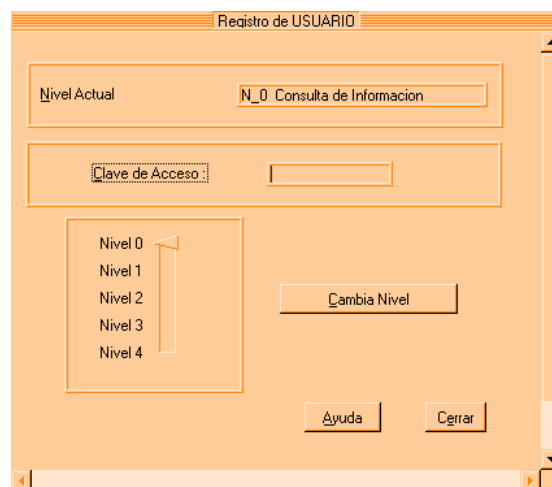 Registro de USUARIO
Nivel Actual
N_0 Consulta de Informacion
Clave de Acceso :
Nivel 0
Nivel 1
Nivel 2
Nivel 3
Nivel 4
Cambia Nivel
Ayuda
Cerrar